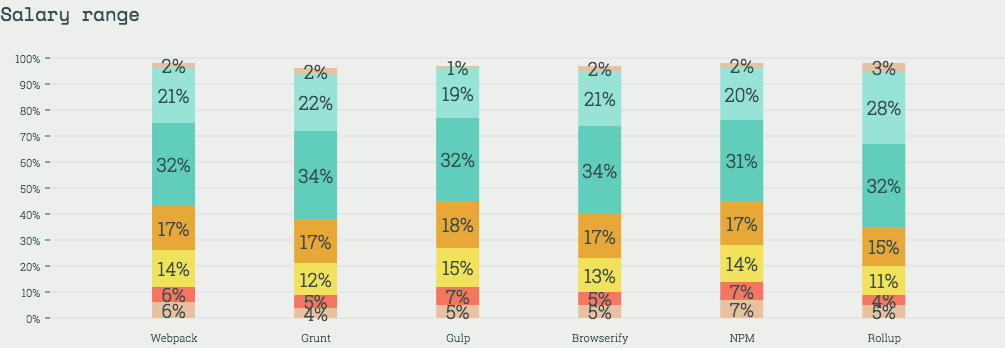 Salary range
100%
90%
80%
70%
60%
50%
40%
30%
20%
10%
0%
2% 2% 1% 2% 2% 3%
21% 22% 19% 21% 20% 28%
32% 34% 32% 34% 31% 32%
17% 17% 18% 17% 17% 15%
14% 12% 15% 13% 14% 11%
6% 5% 7% 5% 7% 4%
6% 4% 5% 5% 7% 5%
Webpack Grunt Gulp Browserify NPM Rollup